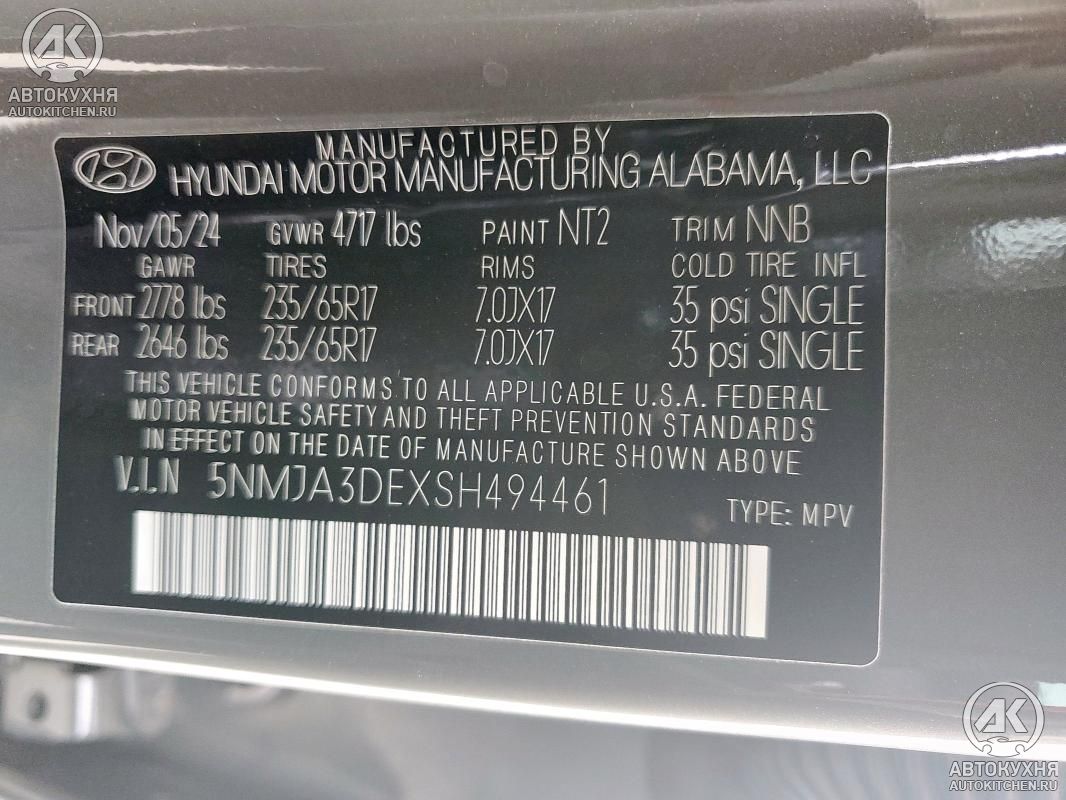 АК
АВТОКУХНЯ
AUTOKITCHEN.RU
MANUFACTURED BY
HYUNDAI MOTOR MANUFACTURING ALABAMA, LLC
Nov/05/24 GVWR 4717 lbs PAINT NT2 TRIM NNB
GAWR TIRES RIMS COLD TIRE INFL
FRONT 2778 lbs 235/65R17 7.0JX17 35 psi SINGLE
REAR 2646 lbs 235/65R17 7.0JX17 35 psi SINGLE
THIS VEHICLE CONFORMS TO ALL APPLICABLE U.S.A. FEDERAL
MOTOR VEHICLE SAFETY AND THEFT PREVENTION STANDARDS
IN EFFECT ON THE DATE OF MANUFACTURE SHOWN ABOVE
V.I.N 5NMJA3DEXSH494461
TYPE: MPV
АК
АВТОКУХНЯ
AUTOKITCHEN.RU